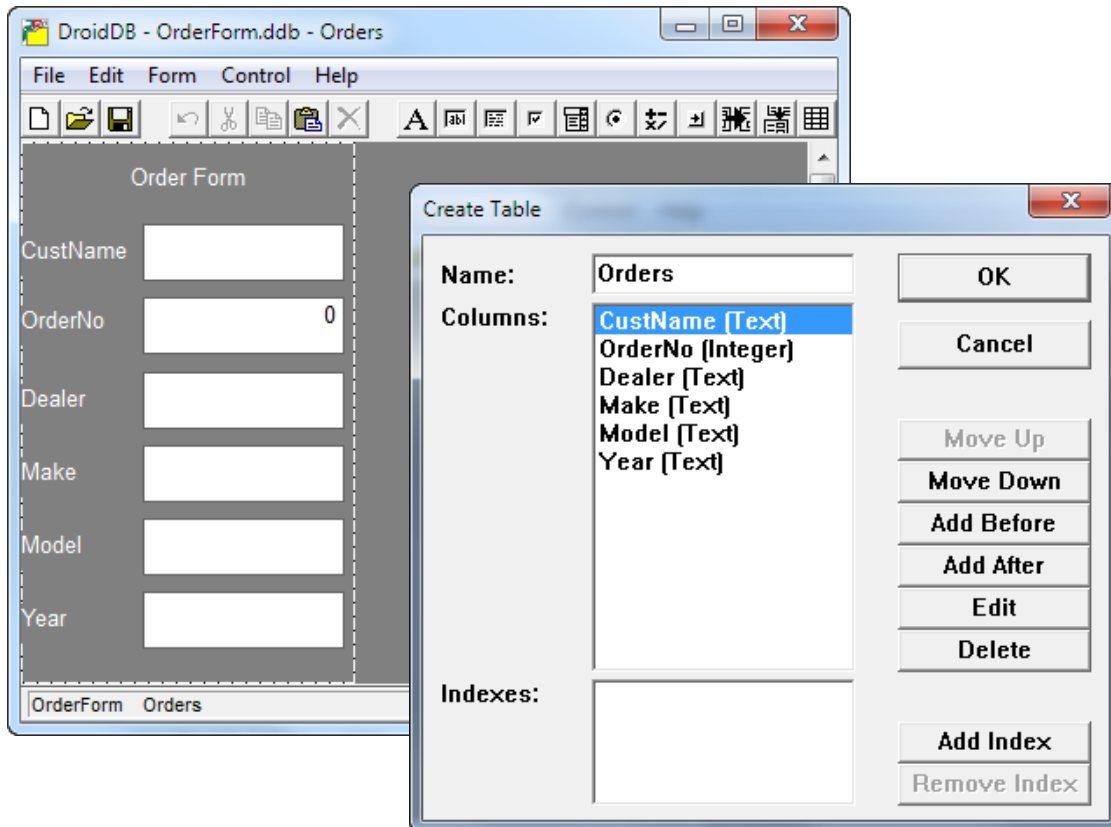 DroidDB - OrderForm.ddb - Orders
File Edit Form Control Help
A
Order Form
CustName
OrderNo 0
Dealer
Make
Model
Year
OrderForm Orders
Create Table
Name: Orders
OK
Columns:
CustName (Text)
OrderNo (Integer)
Dealer (Text)
Make (Text)
Model (Text)
Year (Text)
Cancel
Move Up
Move Down
Add Before
Add After
Edit
Delete
Indexes:
Add Index
Remove Index